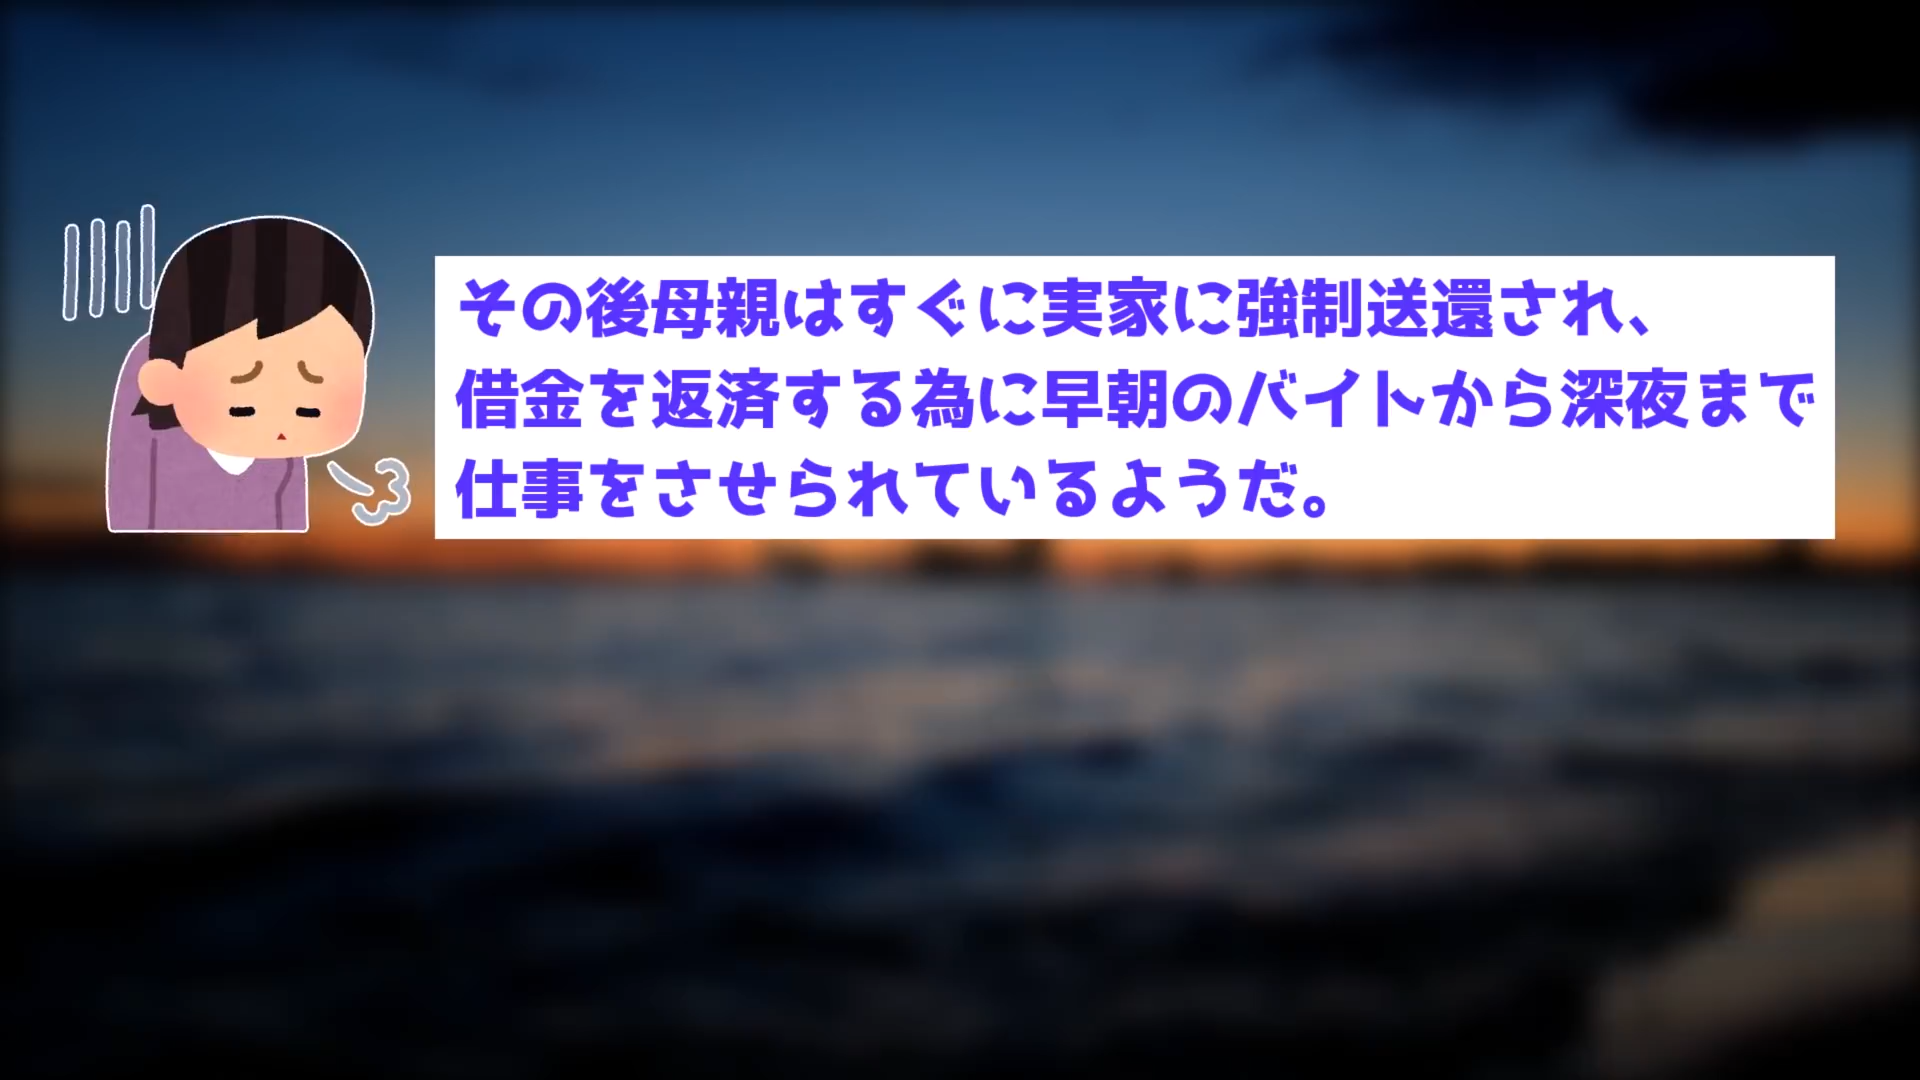 その後母親はすぐに実家に強制送還され、
借金を返済する為に早朝のバイトから深夜まで
仕事をさせられているようだ。